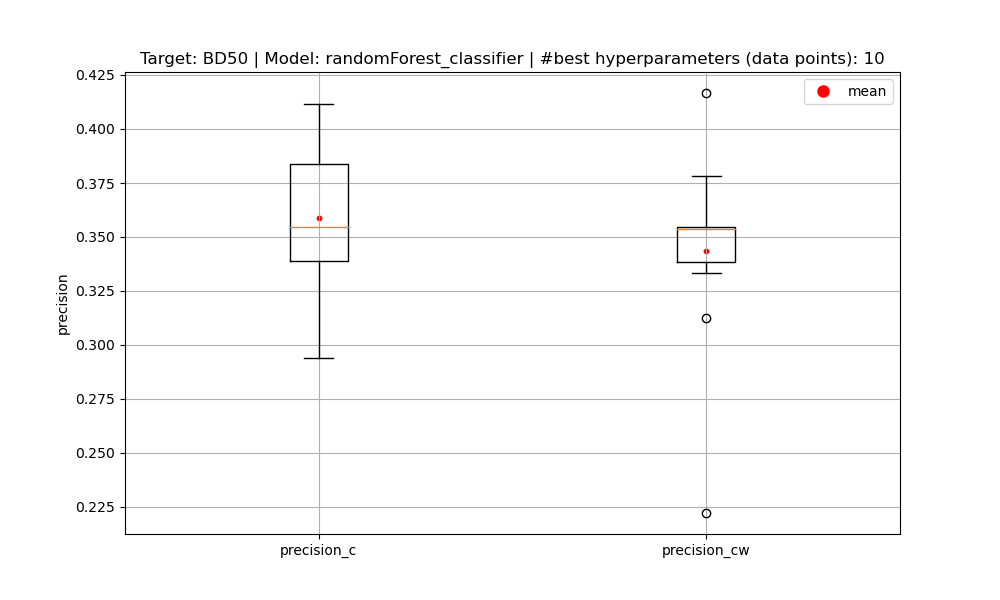 Target: BD50 | Model: randomForest_classifier | #best hyperparameters (data points): 10
mean
precision
0.425
0.400
0.375
0.350
0.325
0.300
0.275
0.250
0.225
precision_c
precision_cw